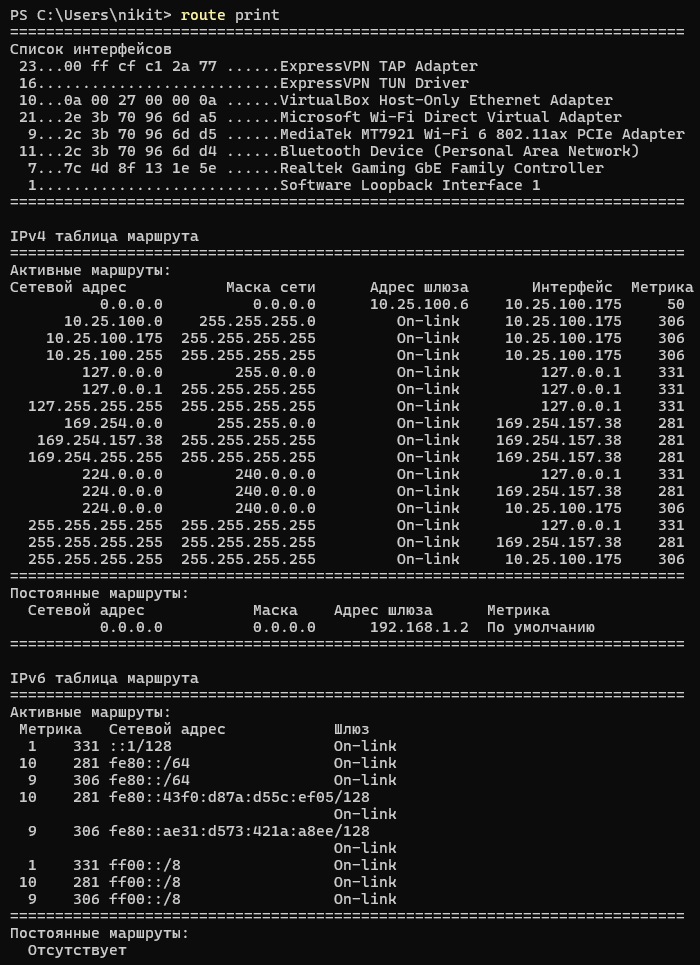 PS C:\Users\nikit> route print
===========================================================================
Список интерфейсов
 23...00 ff cf c1 2a 77 ......ExpressVPN TAP Adapter
 16...........................ExpressVPN TUN Driver
 10...0a 00 27 00 00 0a ......VirtualBox Host-Only Ethernet Adapter
 21...2e 3b 70 96 6d a5 ......Microsoft Wi-Fi Direct Virtual Adapter
  9...2c 3b 70 96 6d d5 ......MediaTek MT7921 Wi-Fi 6 802.11ax PCIe Adapter
 11...2c 3b 70 96 6d d4 ......Bluetooth Device (Personal Area Network)
  7...7c 4d 8f 13 1e 5e ......Realtek Gaming GbE Family Controller
  1...........................Software Loopback Interface 1
===========================================================================
IPv4 таблица маршрута
===========================================================================
Активные маршруты:
Сетевой адрес           Маска сети      Адрес шлюза       Интерфейс  Метрика
          0.0.0.0          0.0.0.0      10.25.100.6    10.25.100.175     50
      10.25.100.0    255.255.255.0         On-link     10.25.100.175    306
    10.25.100.175  255.255.255.255         On-link     10.25.100.175    306
    10.25.100.255  255.255.255.255         On-link     10.25.100.175    306
        127.0.0.0        255.0.0.0         On-link         127.0.0.1    331
        127.0.0.1  255.255.255.255         On-link         127.0.0.1    331
  127.255.255.255  255.255.255.255         On-link         127.0.0.1    331
      169.254.0.0      255.255.0.0         On-link    169.254.157.38    281
   169.254.157.38  255.255.255.255         On-link    169.254.157.38    281
  169.254.255.255  255.255.255.255         On-link    169.254.157.38    281
        224.0.0.0        240.0.0.0         On-link         127.0.0.1    331
        224.0.0.0        240.0.0.0         On-link    169.254.157.38    281
        224.0.0.0        240.0.0.0         On-link     10.25.100.175    306
  255.255.255.255  255.255.255.255         On-link         127.0.0.1    331
  255.255.255.255  255.255.255.255         On-link    169.254.157.38    281
  255.255.255.255  255.255.255.255         On-link     10.25.100.175    306
===========================================================================
Постоянные маршруты:
  Сетевой адрес            Маска    Адрес шлюза      Метрика
          0.0.0.0          0.0.0.0      192.168.1.2  По умолчанию
===========================================================================
IPv6 таблица маршрута
===========================================================================
Активные маршруты:
 Метрика   Сетевой адрес            Шлюз
  1    331 ::1/128                  On-link
 10    281 fe80::/64                On-link
  9    306 fe80::/64                On-link
 10    281 fe80::43f0:d87a:d55c:ef05/128
                                    On-link
  9    306 fe80::ae31:d573:421a:a8ee/128
                                    On-link
  1    331 ff00::/8                 On-link
 10    281 ff00::/8                 On-link
  9    306 ff00::/8                 On-link
===========================================================================
Постоянные маршруты:
  Отсутствует